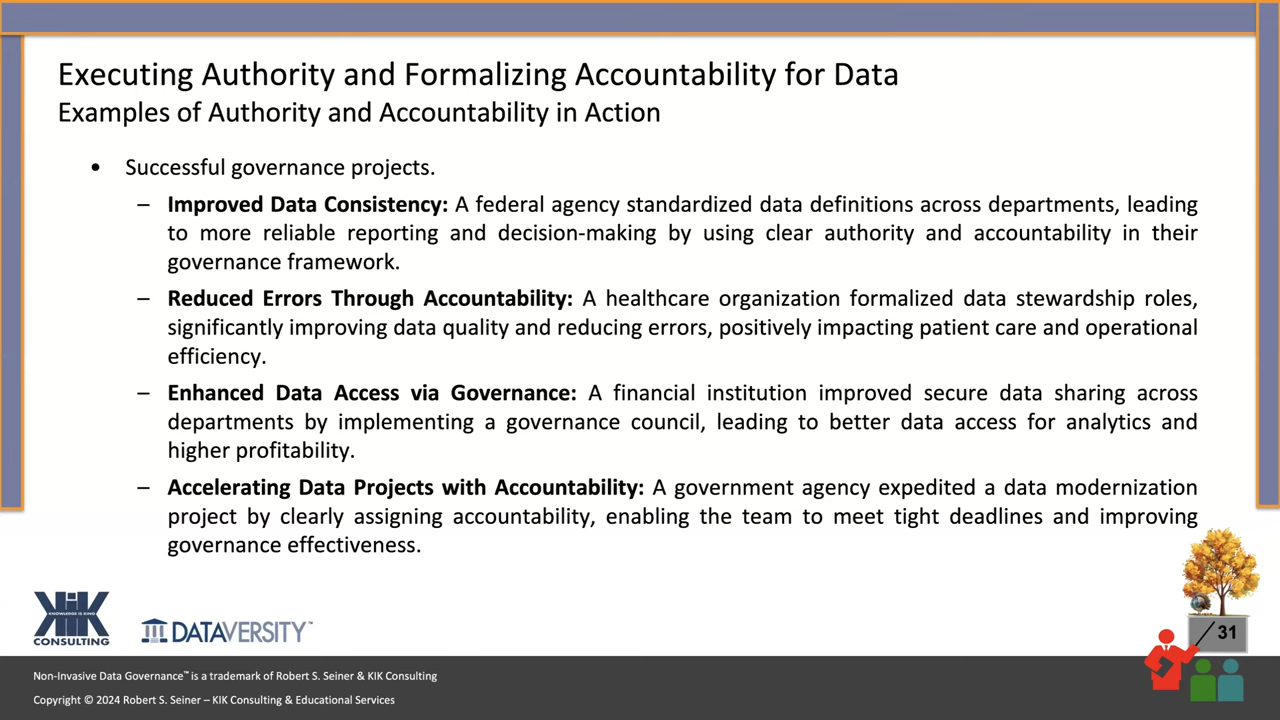 Executing Authority and Formalizing Accountability for Data
Examples of Authority and Accountability in Action
• Successful governance projects.
– Improved Data Consistency: A federal agency standardized data definitions across departments, leading
to more reliable reporting and decision-making by using clear authority and accountability in their
governance framework.
– Reduced Errors Through Accountability: A healthcare organization formalized data stewardship roles,
significantly improving data quality and reducing errors, positively impacting patient care and operational
efficiency.
– Enhanced Data Access via Governance: A financial institution improved secure data sharing across
departments by implementing a governance council, leading to better data access for analytics and
higher profitability.
– Accelerating Data Projects with Accountability: A government agency expedited a data modernization
project by clearly assigning accountability, enabling the team to meet tight deadlines and improving
governance effectiveness.
KIK
KNOWLEDGE IS KING
CONSULTING
DATAVERSITY™
31
Non-Invasive Data Governance™ is a trademark of Robert S. Seiner & KIK Consulting
Copyright © 2024 Robert S. Seiner – KIK Consulting & Educational Services